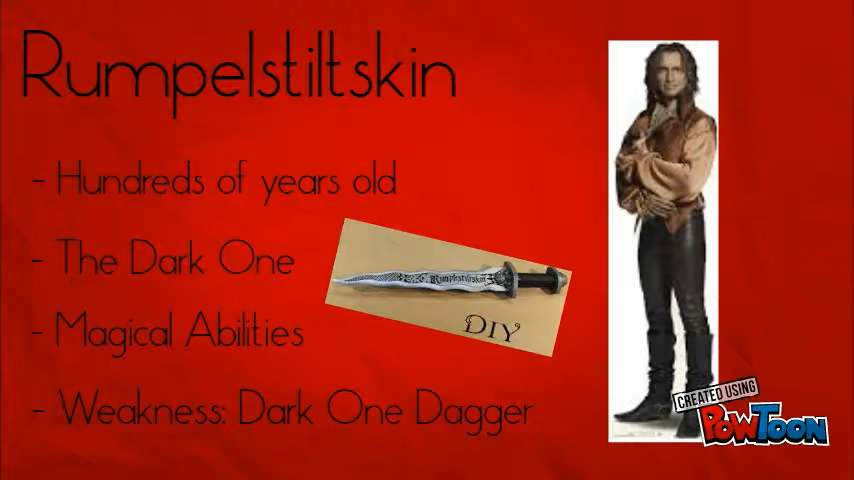 Rumpelstiltskin
- Hundreds of years old
- The Dark One
- Magical Abilities
- Weakness: Dark One Dagger
Rumpelstiltskin
DIY
CREATED USING
POWTOON